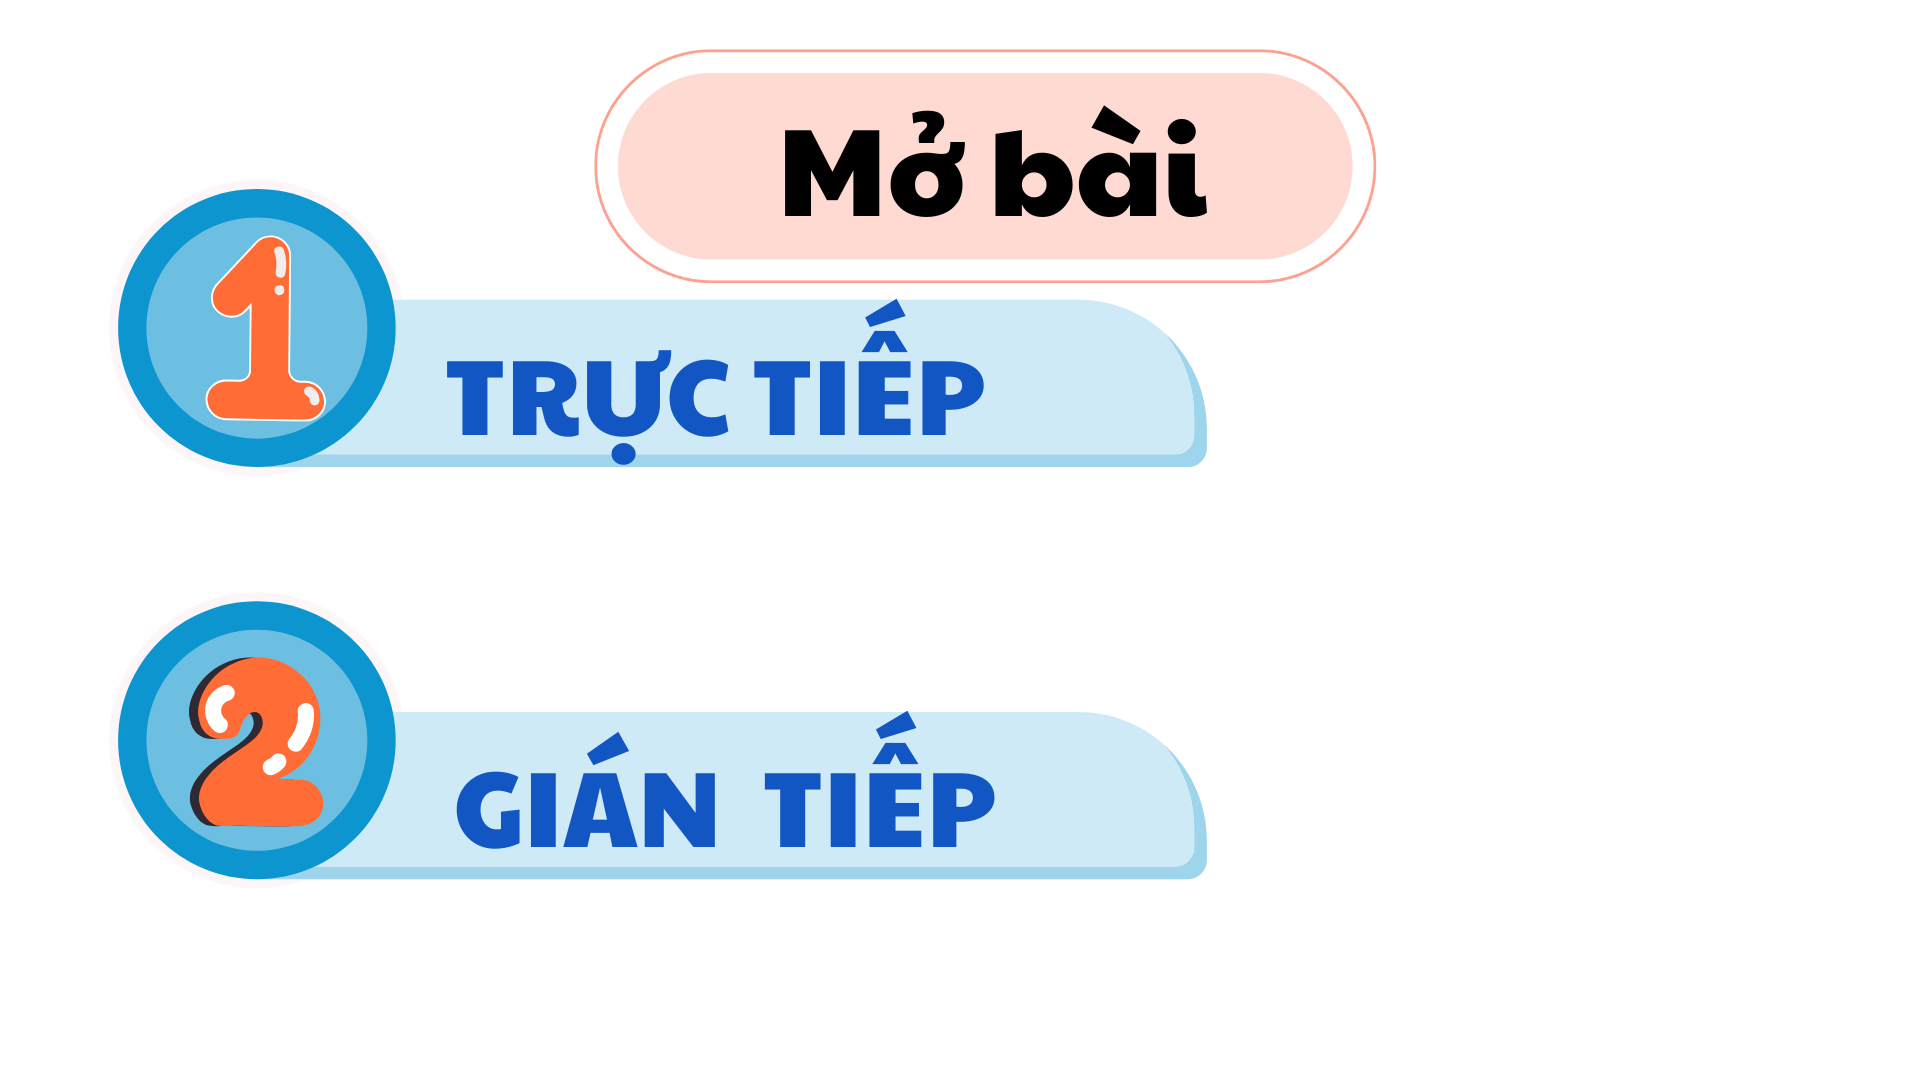 Mở bài
1
TRỰC TIẾP
2
GIÁN TIẾP